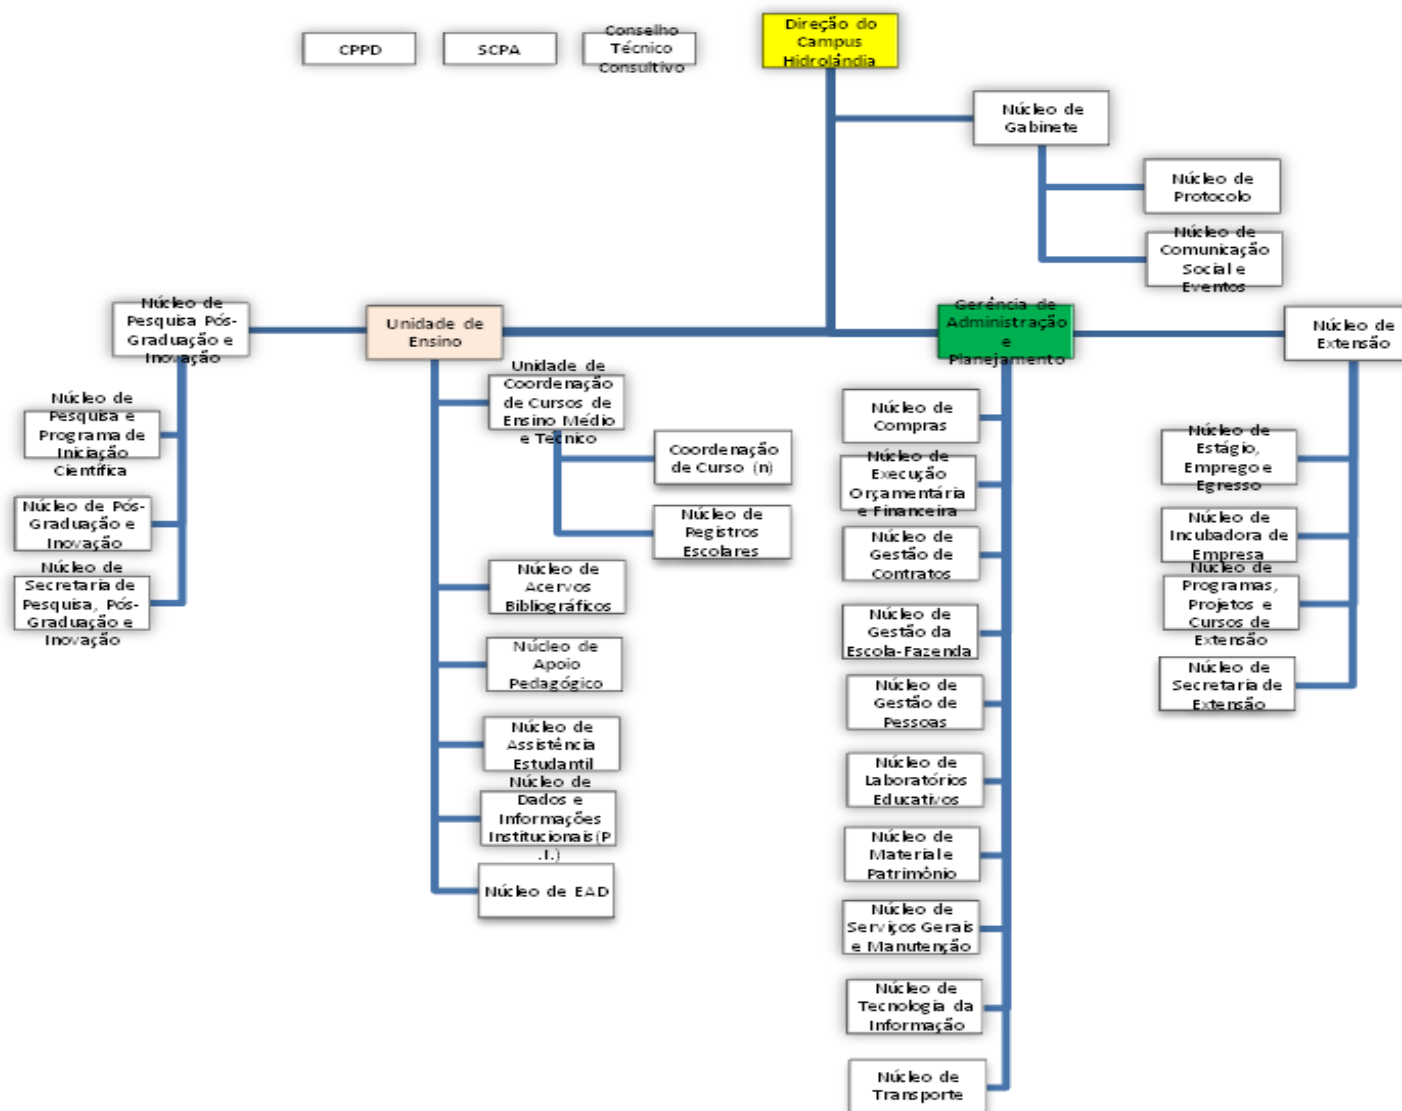 CPPD
SCPA
Conselho
Técnico
Consultivo
Direção do
Campus
Hidrolândia
Núcleo de
Gabinete
Núcleo de
Protocolo
Núcleo de
Comunicação
Social e
Eventos
Núcleo de
Pesquisa Pós-
Graduação e
Inovação
Unidade de
Ensino
Gerência de
Administração
e
Planejamento
Núcleo de
Extensão
Núcleo de
Pesquisa e
Programa de
Iniciação
Científica
Núcleo de Pós-
Graduação e
Inovação
Núcleo de
Secretaria de
Pesquisa, Pós-
Graduação e
Inovação
Unidade de
Coordenação
de Cursos de
Ensino Médio
e Técnico
Coordenação
de Curso (n)
Núcleo de
Registros
Escolares
Núcleo de
Acervos
Bibliográficos
Núcleo de
Apoio
Pedagógico
Núcleo de
Assistência
Estudantil
Núcleo de
Dados e
Informações
Institucionais(P
.I.)
Núcleo de EAD
Núcleo de
Compras
Núcleo de
Execução
Orçamentária
e Financeira
Núcleo de
Gestão de
Contratos
Núcleo de
Gestão da
Escola-Fazenda
Núcleo de
Gestão de
Pessoas
Núcleo de
Laboratórios
Educativos
Núcleo de
Material e
Patrimônio
Núcleo de
Serviços Gerais
e Manutenção
Núcleo de
Tecnologia da
Informação
Núcleo de
Transporte
Núcleo de
Estágio,
Emprego e
Egresso
Núcleo de
Incubadora de
Empresa
Núcleo de
Programas,
Projetos e
Cursos de
Extensão
Núcleo de
Secretaria de
Extensão